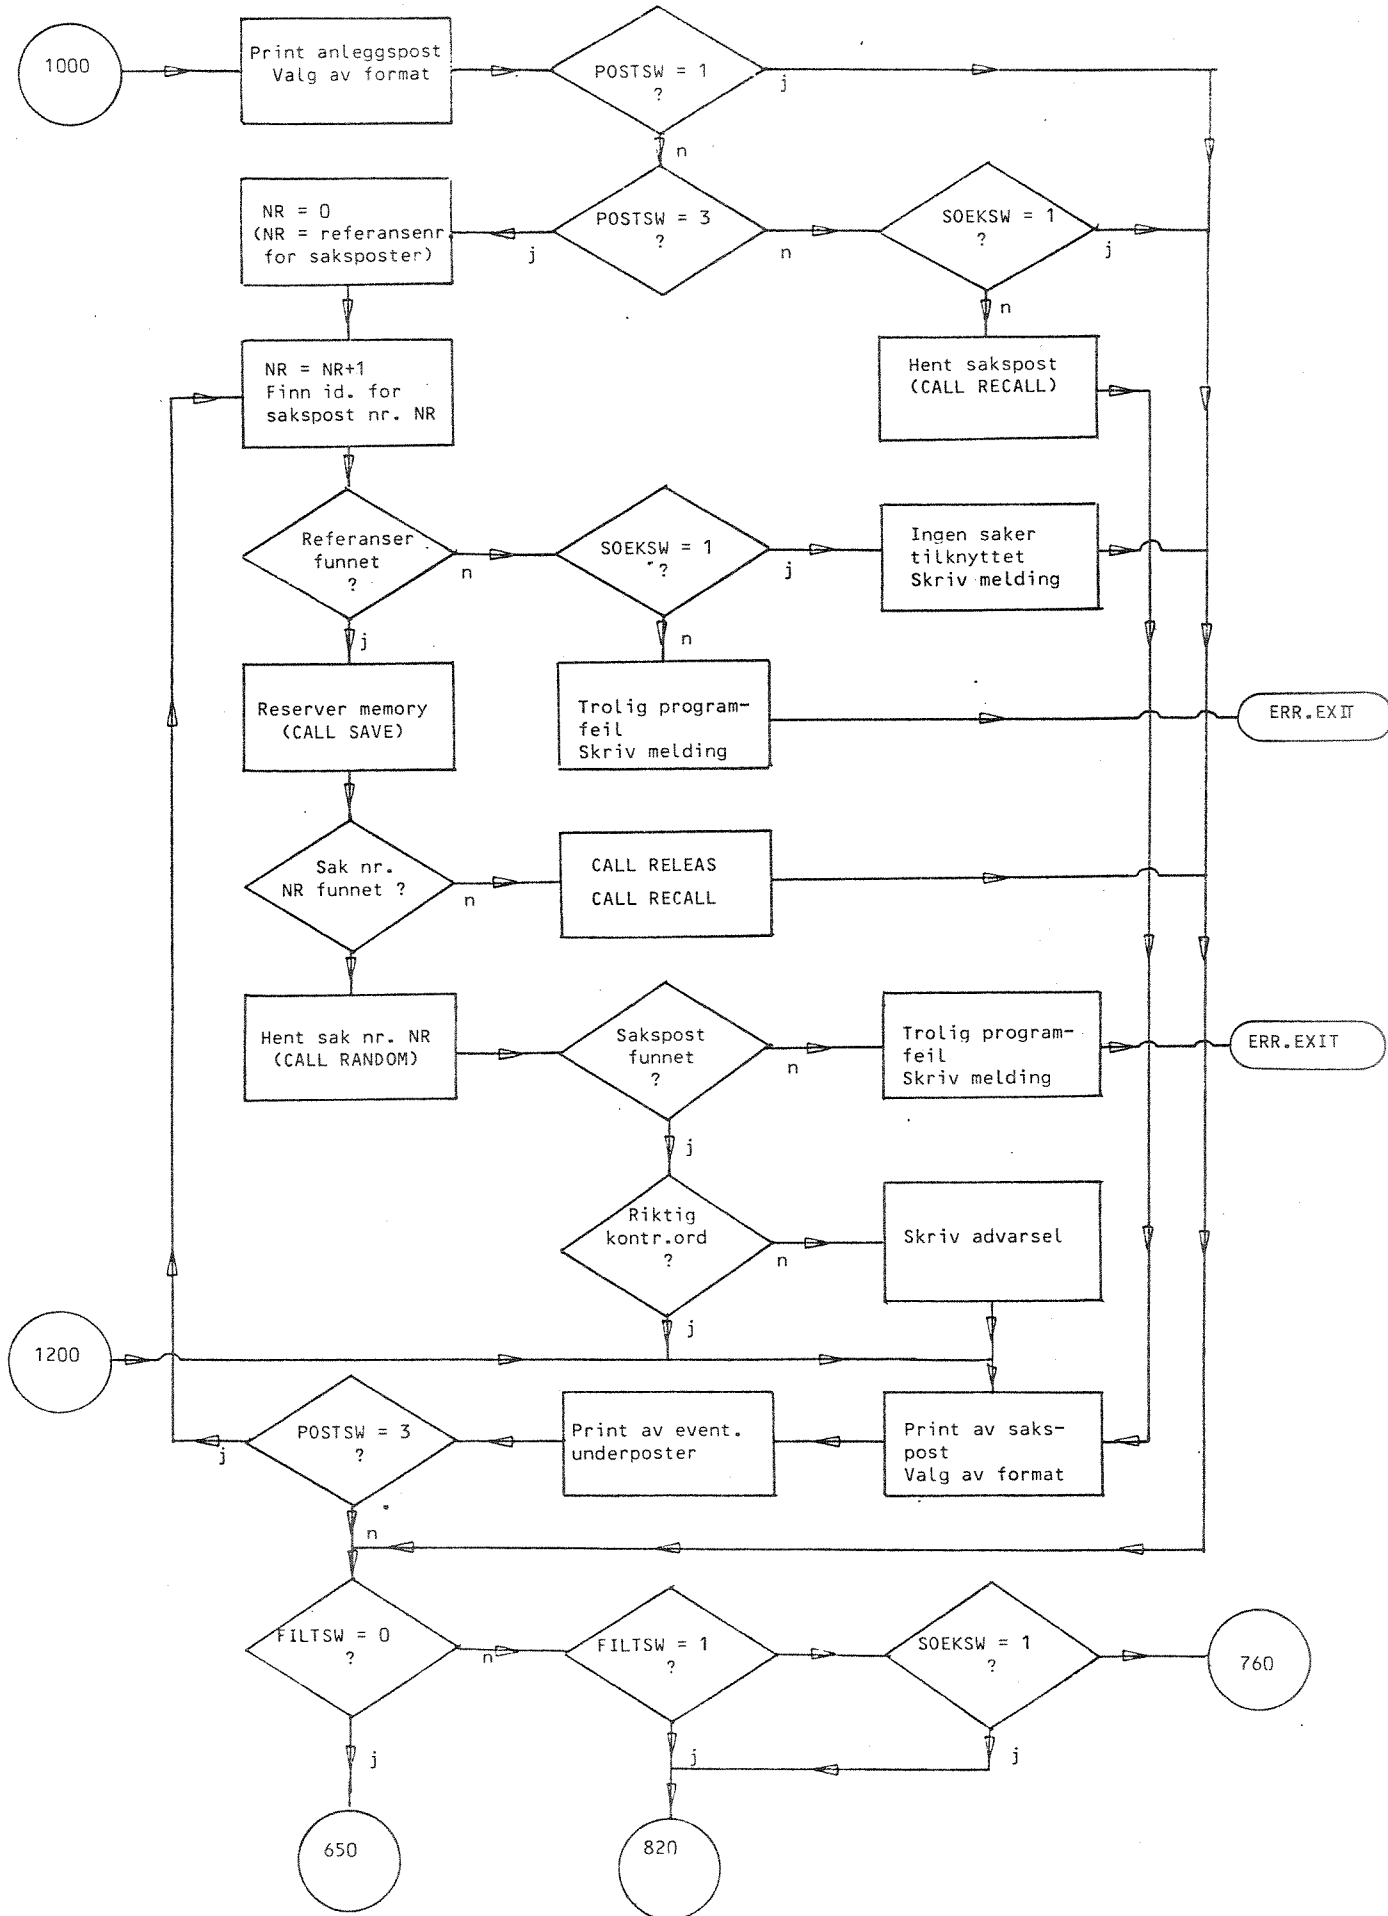 1000
Print anleggspost
Valg av format
POSTSW = 1
?
j
n
NR = 0
(NR = referansenr
for saksposter)
j
POSTSW = 3
?
n
SOEKSW = 1
?
j
n
NR = NR+1
Finn id. for
sakspost nr. NR
Hent sakspost
(CALL RECALL)
Referanser
funnet
?
n
j
SOEKSW = 1
?
j
n
Ingen saker
tilknyttet
Skriv melding
Reserver memory
(CALL SAVE)
Trolig program-
feil
Skriv melding
ERR.EXIT
Sak nr.
NR funnet ?
n
CALL RELEAS
CALL RECALL
Hent sak nr. NR
(CALL RANDOM)
Sakspost
funnet
?
n
j
Trolig program-
feil
Skriv melding
ERR.EXIT
Riktig
kontr.ord
?
n
j
Skriv advarsel
1200
POSTSW = 3
?
j
n
Print av event.
underposter
Print av saks-
post
Valg av format
FILTSW = 0
?
n
j
FILTSW = 1
?
j
SOEKSW = 1
?
j
760
650
820